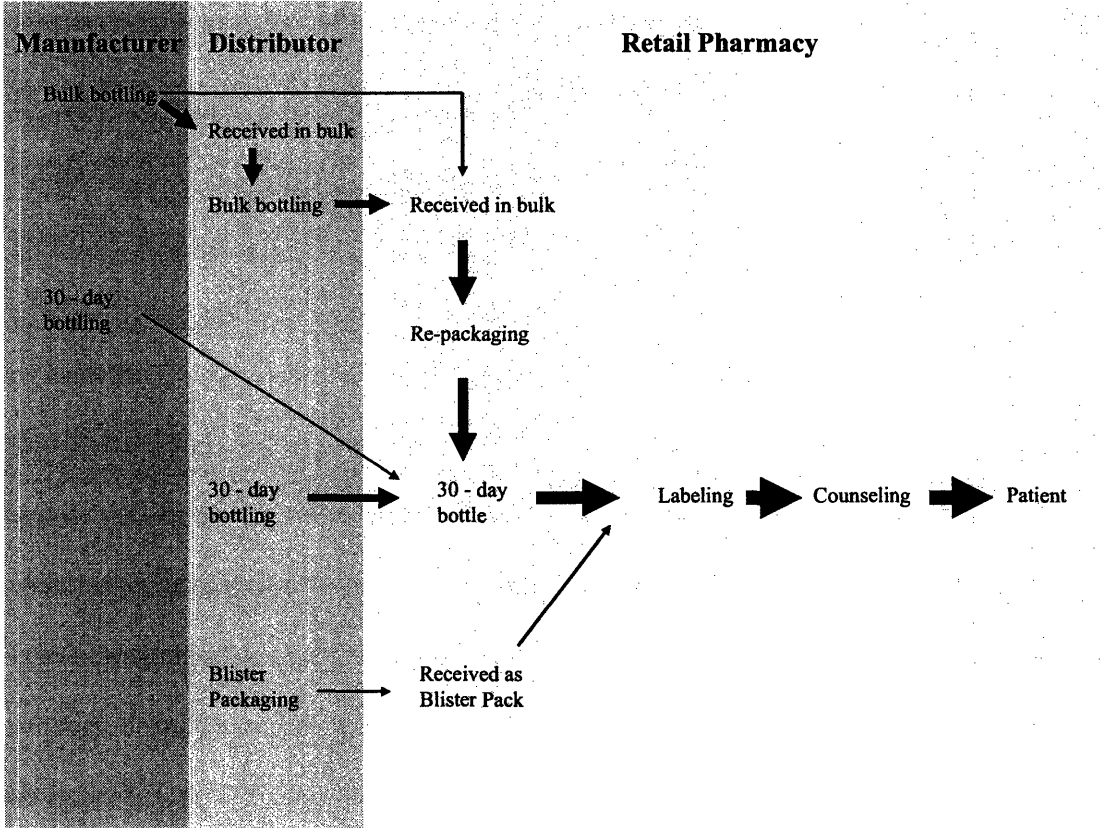 Manufacturer
Distributor
Retail Pharmacy
Bulk bottling
Received in bulk
Bulk bottling
Received in bulk
30 - day
bottling
Re-packaging
30 - day
bottling
30 - day
bottle
Labeling
Counseling
Patient
Blister
Packaging
Received as
Blister Pack